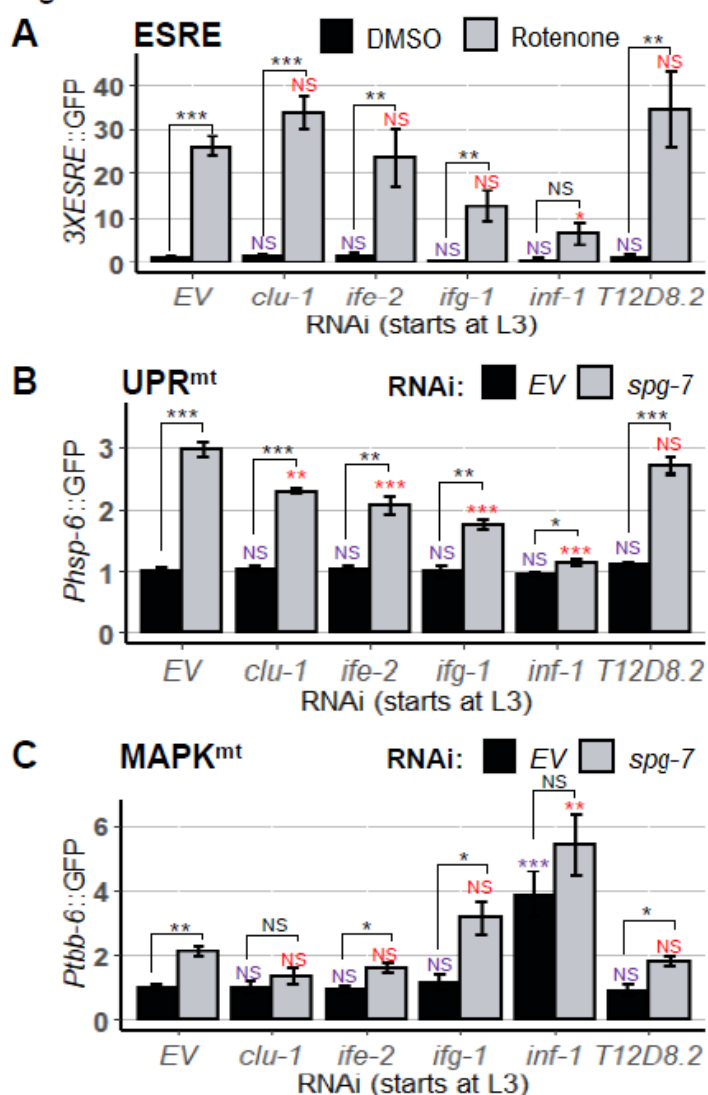 A ESRE DMSO Rotenone
3XESRE::GFP
40
30
20
10
0
*** *** ** ** NS **
NS NS NS * NS
NS NS NS NS NS
EV clu-1 ife-2 ifg-1 inf-1 T12D8.2
RNAi (starts at L3)
B UPRmt RNAi: EV spg-7
Phsp-6::GFP
3
2
1
0
*** *** ** ** * ***
** *** *** *** NS
NS NS NS NS NS
EV clu-1 ife-2 ifg-1 inf-1 T12D8.2
RNAi (starts at L3)
C MAPKmt RNAi: EV spg-7
Ptbb-6::GFP
6
4
2
0
** NS * * NS *
NS NS NS ** NS
NS NS NS *** NS
EV clu-1 ife-2 ifg-1 inf-1 T12D8.2
RNAi (starts at L3)